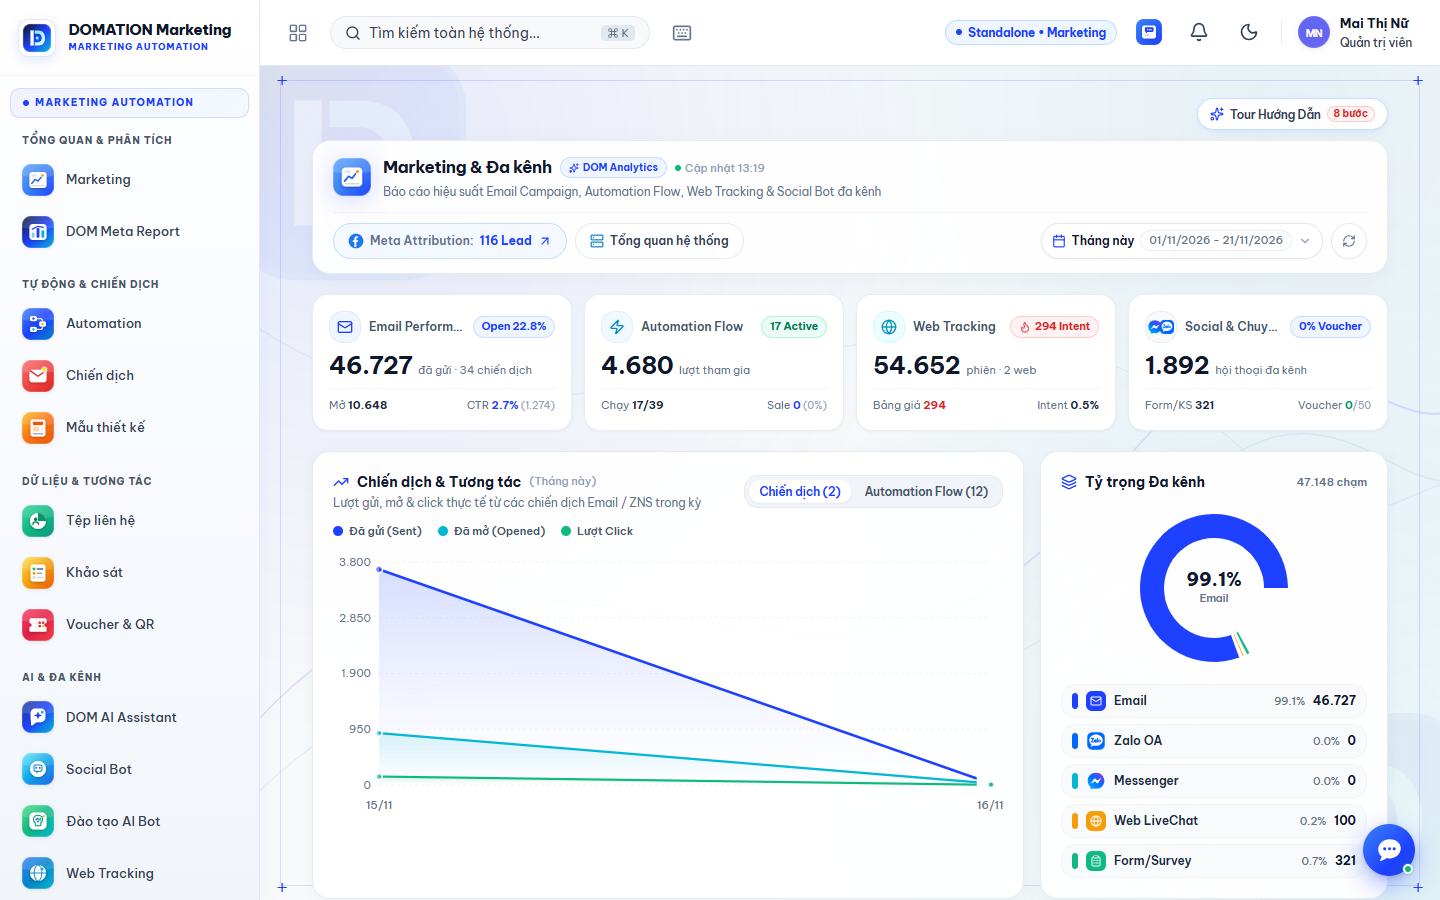 DOMATION Marketing
MARKETING AUTOMATION
MARKETING AUTOMATION
TỔNG QUAN & PHÂN TÍCH
Marketing
DOM Meta Report
TỰ ĐỘNG & CHIẾN DỊCH
Automation
Chiến dịch
Mẫu thiết kế
DỮ LIỆU & TƯƠNG TÁC
Tệp liên hệ
Khảo sát
Voucher & QR
AI & ĐA KÊNH
DOM AI Assistant
Social Bot
Đào tạo AI Bot
Web Tracking
Tìm kiếm toàn hệ thống...
⌘ K
Standalone • Marketing
MN
Mai Thị Nữ
Quản trị viên
Tour Hướng Dẫn 8 bước
Marketing & Đa kênh
DOM Analytics
Cập nhật 13:19
Báo cáo hiệu suất Email Campaign, Automation Flow, Web Tracking & Social Bot đa kênh
Meta Attribution: 116 Lead
Tổng quan hệ thống
Tháng này 01/11/2026 - 21/11/2026
Email Perform... Open 22.8%
46.727 đã gửi · 34 chiến dịch
Mở 10.648 CTR 2.7% (1.274)
Automation Flow 17 Active
4.680 lượt tham gia
Chạy 17/39 Sale 0 (0%)
Web Tracking 294 Intent
54.652 phiên · 2 web
Bảng giá 294 Intent 0.5%
Social & Chuy... 0% Voucher
1.892 hội thoại đa kênh
Form/KS 321 Voucher 0/50
Chiến dịch & Tương tác (Tháng này)
Lượt gửi, mở & click thực tế từ các chiến dịch Email / ZNS trong kỳ
Chiến dịch (2) Automation Flow (12)
Đã gửi (Sent) Đã mở (Opened) Lượt Click
3.800
2.850
1.900
950
0
15/11 16/11
Tỷ trọng Đa kênh 47.148 chạm
99.1%
Email
Email 99.1% 46.727
Zalo OA 0.0% 0
Messenger 0.0% 0
Web LiveChat 0.2% 100
Form/Survey 0.7% 321